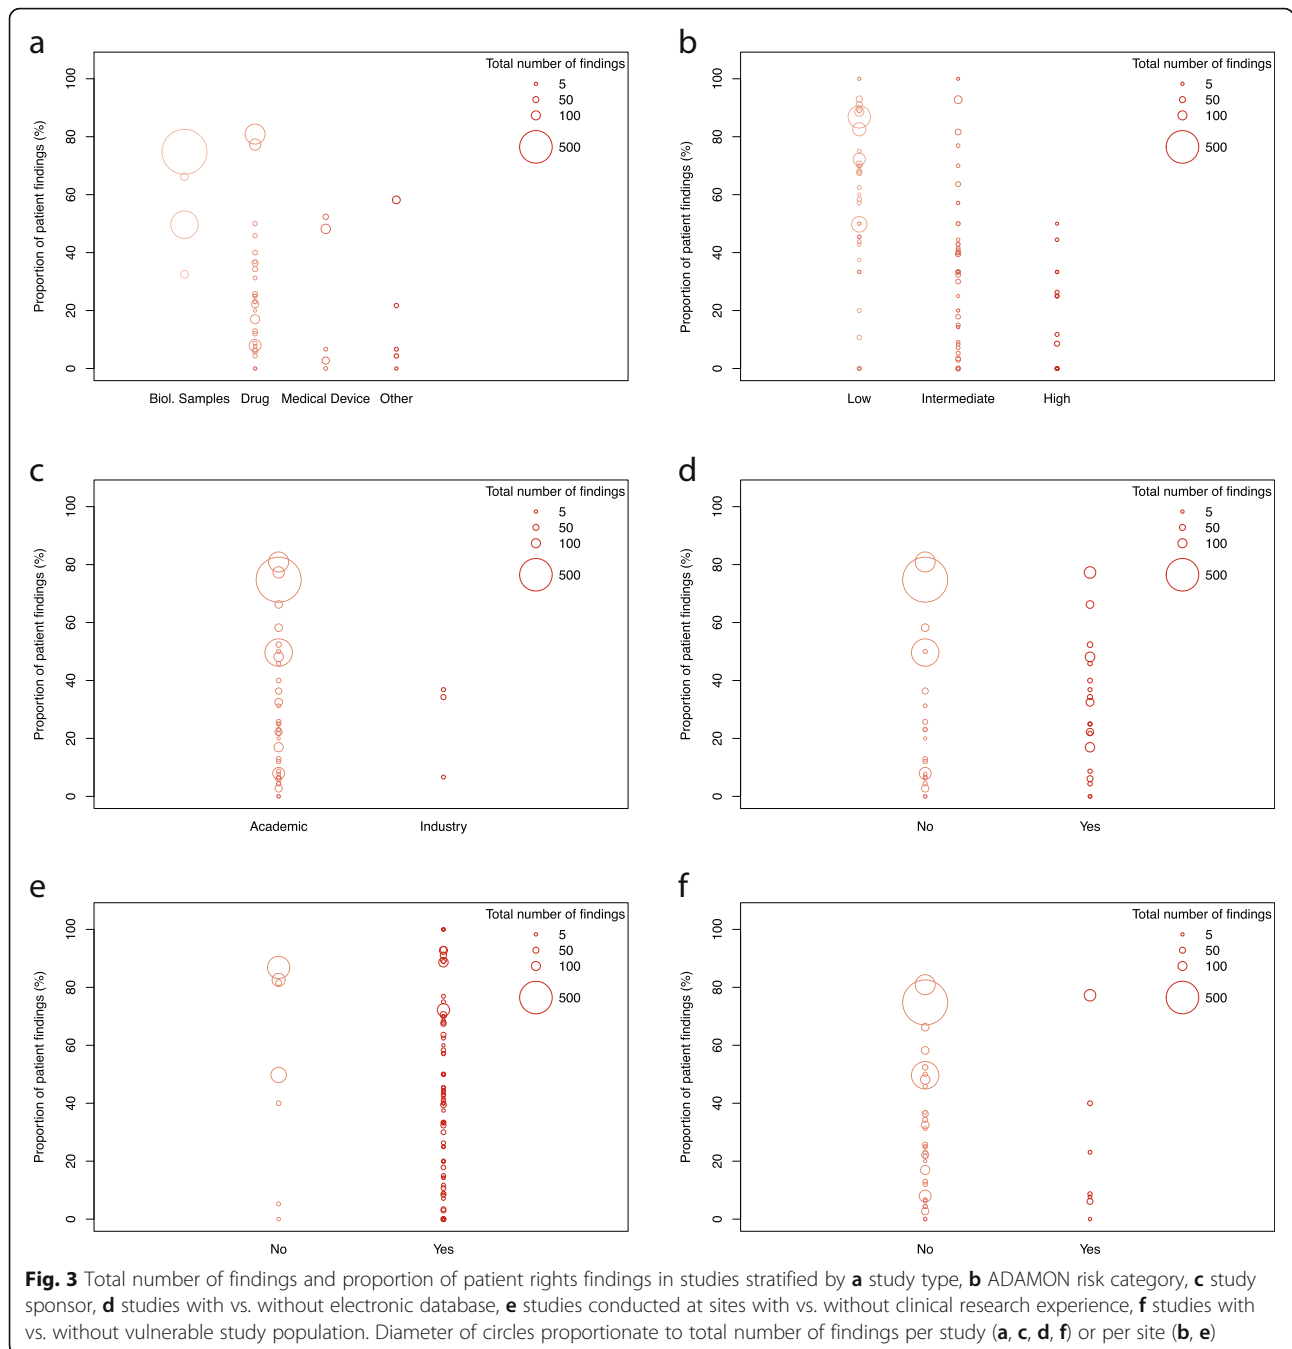 a
Total number of findings
5
50
100
500
Proportion of patient findings (%)
0 20 40 60 80 100
Biol. Samples Drug Medical Device Other
b
Total number of findings
5
50
100
500
Proportion of patient findings (%)
0 20 40 60 80 100
Low Intermediate High
c
Total number of findings
5
50
100
500
Proportion of patient findings (%)
0 20 40 60 80 100
Academic Industry
d
Total number of findings
5
50
100
500
Proportion of patient findings (%)
0 20 40 60 80 100
No Yes
e
Total number of findings
5
50
100
500
Proportion of patient findings (%)
0 20 40 60 80 100
No Yes
f
Total number of findings
5
50
100
500
Proportion of patient findings (%)
0 20 40 60 80 100
No Yes
Fig. 3 Total number of findings and proportion of patient rights findings in studies stratified by a study type, b ADAMON risk category, c study
sponsor, d studies with vs. without electronic database, e studies conducted at sites with vs. without clinical research experience, f studies with
vs. without vulnerable study population. Diameter of circles proportionate to total number of findings per study (a, c, d, f) or per site (b, e)